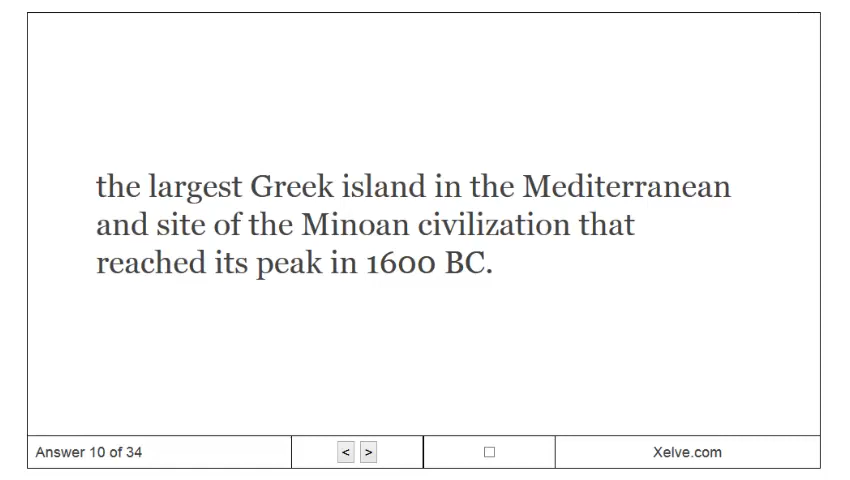 the largest Greek island in the Mediterranean
and site of the Minoan civilization that
reached its peak in 1600 BC.
Answer 10 of 34 < > Xelve.com